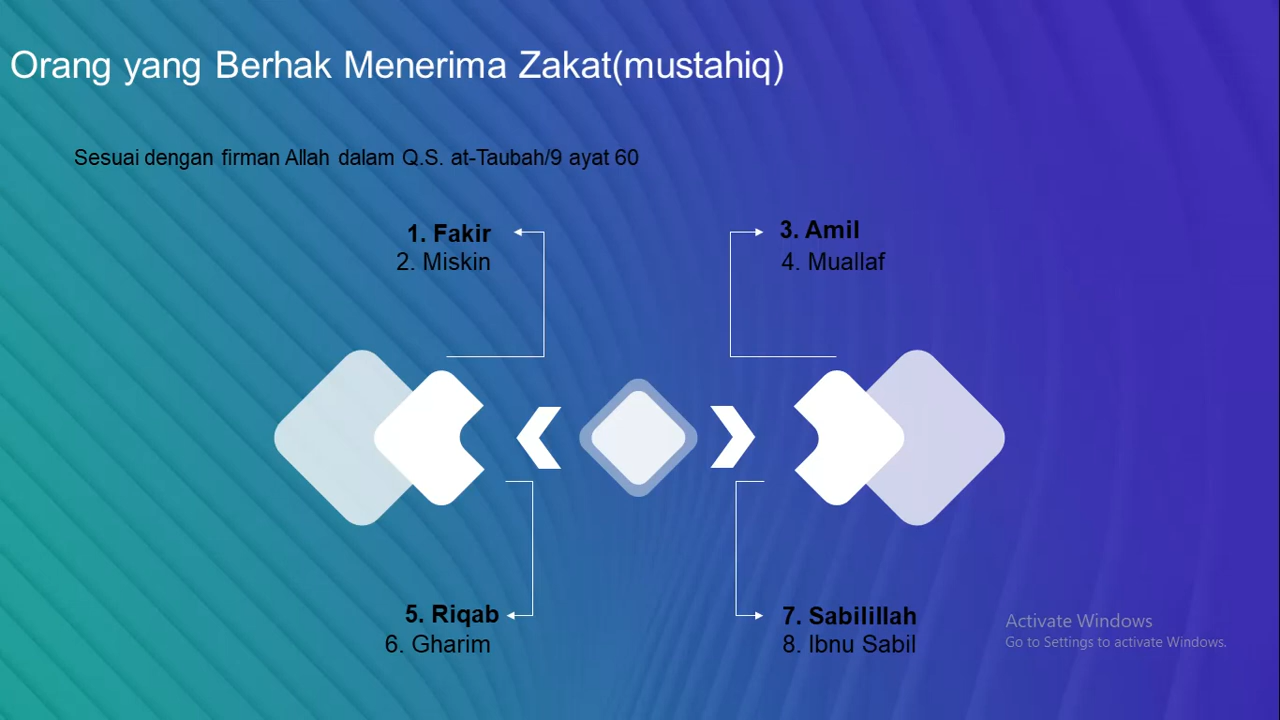 Orang yang Berhak Menerima Zakat(mustahiq)
Sesuai dengan firman Allah dalam Q.S. at-Taubah/9 ayat 60
1. Fakir
2. Miskin
3. Amil
4. Muallaf
5. Riqab
6. Gharim
7. Sabilillah
8. Ibnu Sabil
Activate Windows
Go to Settings to activate Windows.